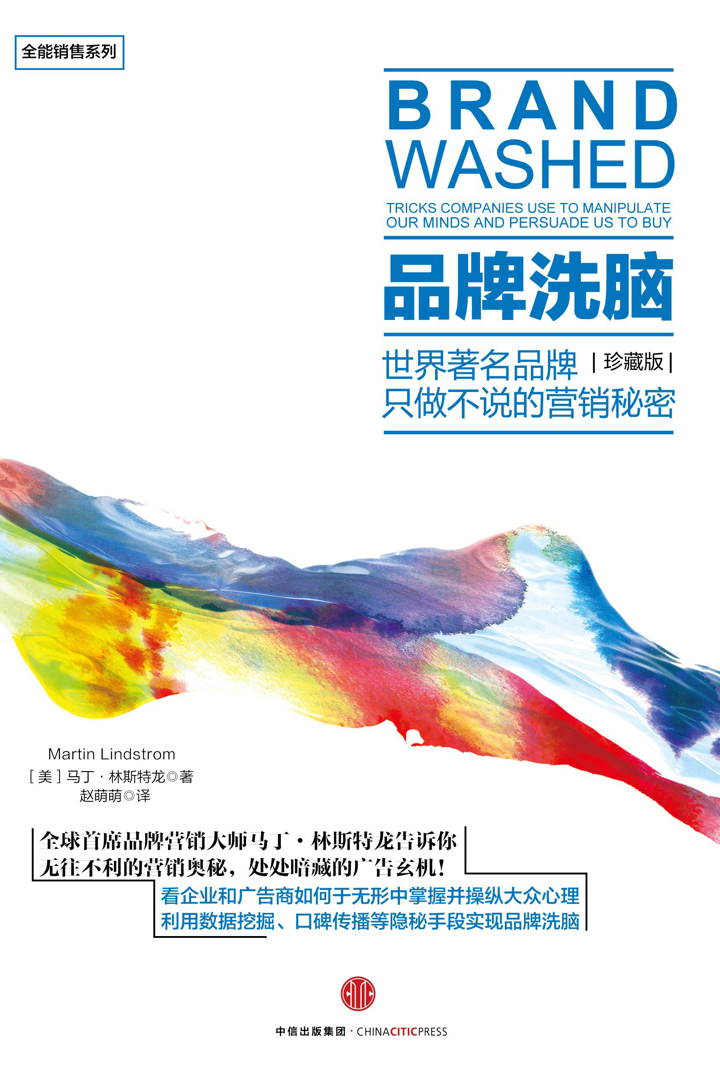 全能销售系列
BRAND
WASHED
TRICKS COMPANIES USE TO MANIPULATE
OUR MINDS AND PERSUADE US TO BUY
品牌洗脑
世界著名品牌 | 珍藏版 |
只做不说的营销秘密
Martin Lindstrom
[ 美 ] 马丁 · 林斯特龙◎著
赵萌萌◎译
全球首席品牌营销大师马丁·林斯特龙告诉你
无往不利的营销奥秘，处处暗藏的广告玄机！
看企业和广告商如何于无形中掌握并操纵大众心理
利用数据挖掘、口碑传播等隐秘手段实现品牌洗脑
中信出版集团 · CHINACITICPRESS